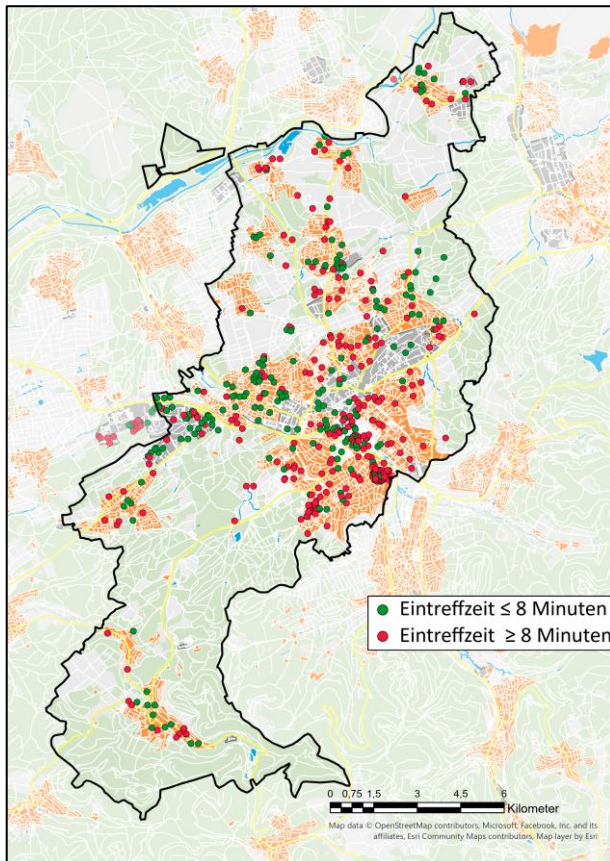 Eintreffzeit ≤ 8 Minuten
Eintreffzeit ≥ 8 Minuten
0 0,75 1,5 3 4,5 6
Kilometer
Map data © OpenStreetMap contributors, Microsoft, Facebook, Inc. and its
affiliates, Esri Community Maps contributors, Map layer by Esri